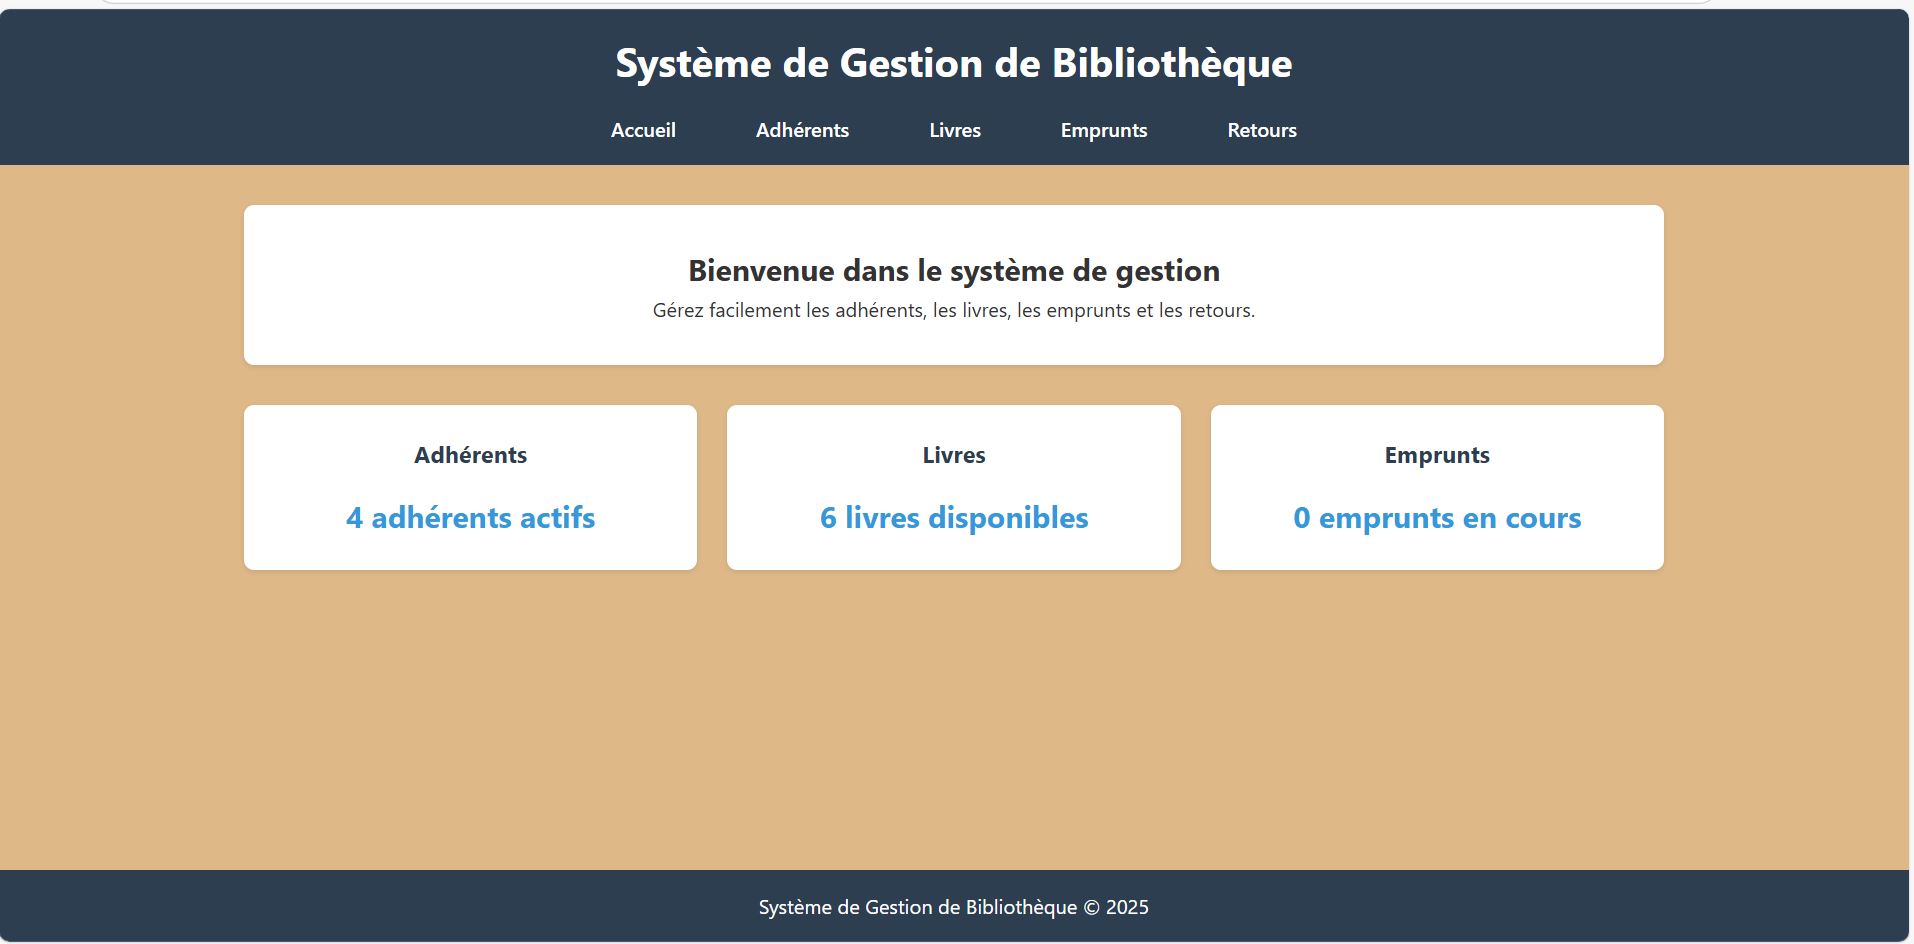 Système de Gestion de Bibliothèque
Accueil Adhérents Livres Emprunts Retours
Bienvenue dans le système de gestion
Gérez facilement les adhérents, les livres, les emprunts et les retours.
Adhérents
4 adhérents actifs
Livres
6 livres disponibles
Emprunts
0 emprunts en cours
Système de Gestion de Bibliothèque © 2025